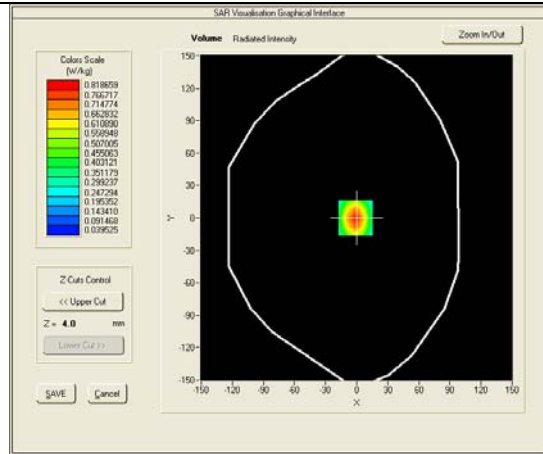 SAR Visualisation Graphical Interface
Volume Radiated Intensity
Zoom In/Out
Colors Scale
(W/kg)
0.818659
0.766717
0.714774
0.662832
0.610890
0.558948
0.507005
0.455063
0.403121
0.351179
0.299237
0.247294
0.195352
0.143410
0.091468
0.039525
Z-Cuts Control
<< Upper Cut
Z = 4.0 mm
Lower Cut >>
SAVE Cancel
150
120
90
60
30
Y 0
-30
-60
-90
-120
-150
-150 -120 -90 -60 -30 0 30 60 90 120 150
X